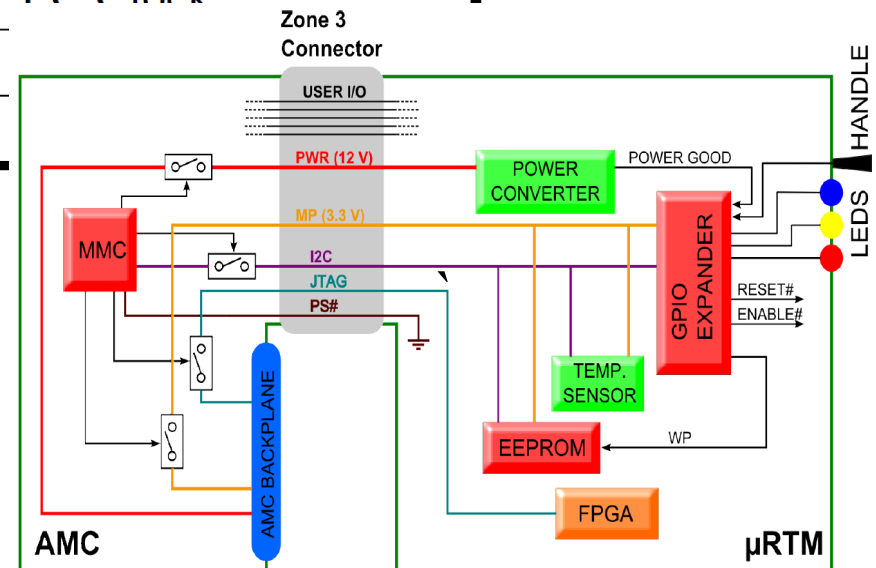 Zone 3
Connector
USER I/O
PWR (12 V)
POWER
CONVERTER
POWER GOOD
HANDLE
MMC
MP (3.3 V)
I2C
JTAG
PS#
GPIO
EXPANDER
LEDS
RESET#
ENABLE#
TEMP.
SENSOR
EEPROM
WP
AMC BACKPLANE
FPGA
AMC
µRTM